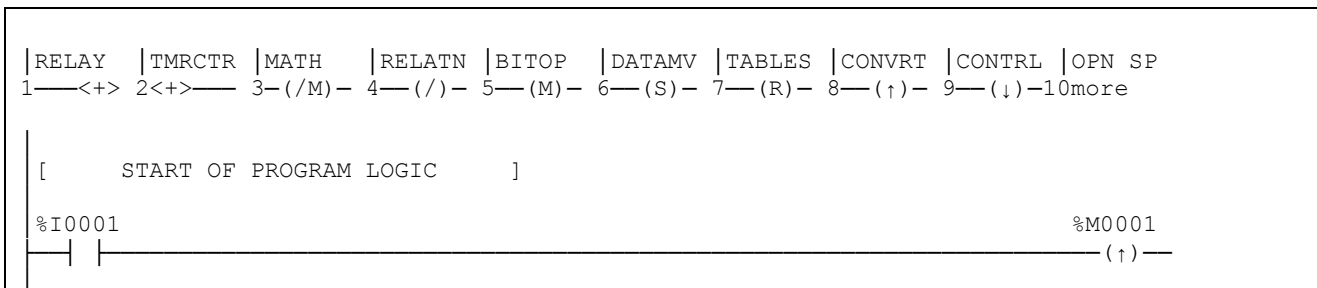 |RELAY |TMRCTR |MATH |RELATN |BITOP |DATAMV |TABLES |CONVRT |CONTRL |OPN SP
1──<+> 2<+>── 3─(/M)─ 4──(/)─ 5──(M)─ 6──(S)─ 7──(R)─ 8──(↑)─ 9──(↓)─10more
[ START OF PROGRAM LOGIC ]
%I0001 %M0001
(↑)